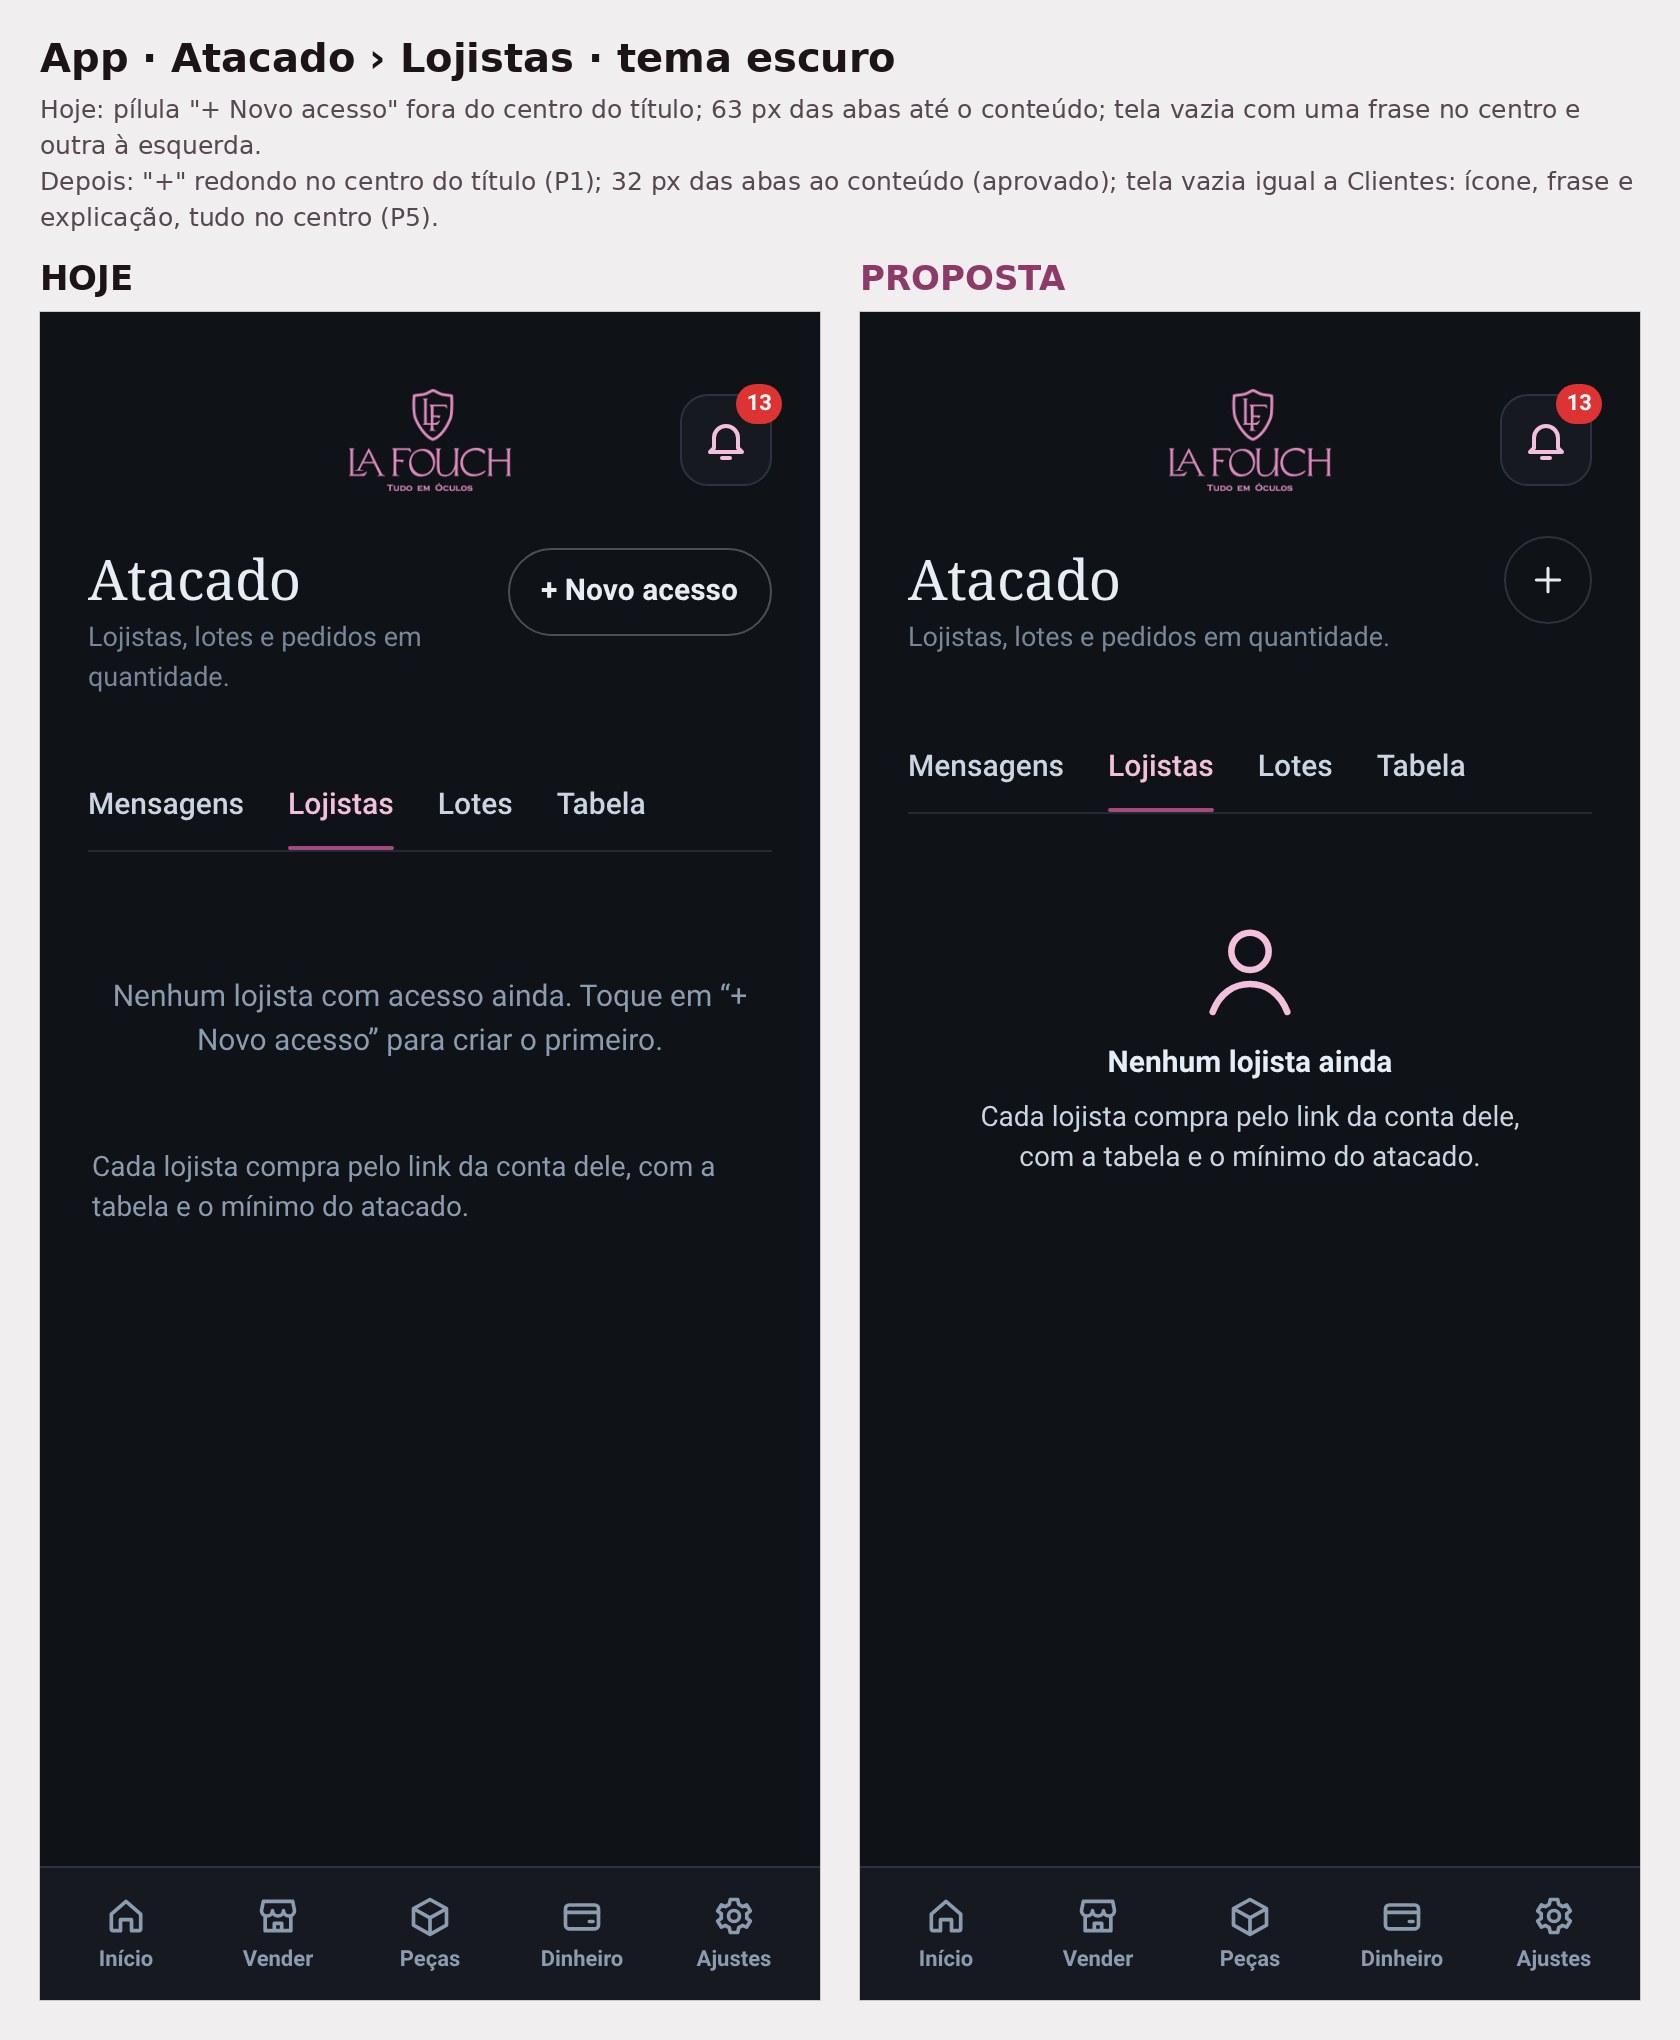 App · Atacado › Lojistas · tema escuro
Hoje: pílula "+ Novo acesso" fora do centro do título; 63 px das abas até o conteúdo; tela vazia com uma frase no centro e
outra à esquerda.
Depois: "+" redondo no centro do título (P1); 32 px das abas ao conteúdo (aprovado); tela vazia igual a Clientes: ícone, frase e
explicação, tudo no centro (P5).
HOJE
LF
LA FOUCH
TUDO EM ÓCULOS
13
Atacado
+ Novo acesso
Lojistas, lotes e pedidos em
quantidade.
Mensagens Lojistas Lotes Tabela
Nenhum lojista com acesso ainda. Toque em “+
Novo acesso” para criar o primeiro.
Cada lojista compra pelo link da conta dele, com a
tabela e o mínimo do atacado.
Início Vender Peças Dinheiro Ajustes
PROPOSTA
LF
LA FOUCH
TUDO EM ÓCULOS
13
Atacado
+
Lojistas, lotes e pedidos em quantidade.
Mensagens Lojistas Lotes Tabela
Nenhum lojista ainda
Cada lojista compra pelo link da conta dele,
com a tabela e o mínimo do atacado.
Início Vender Peças Dinheiro Ajustes